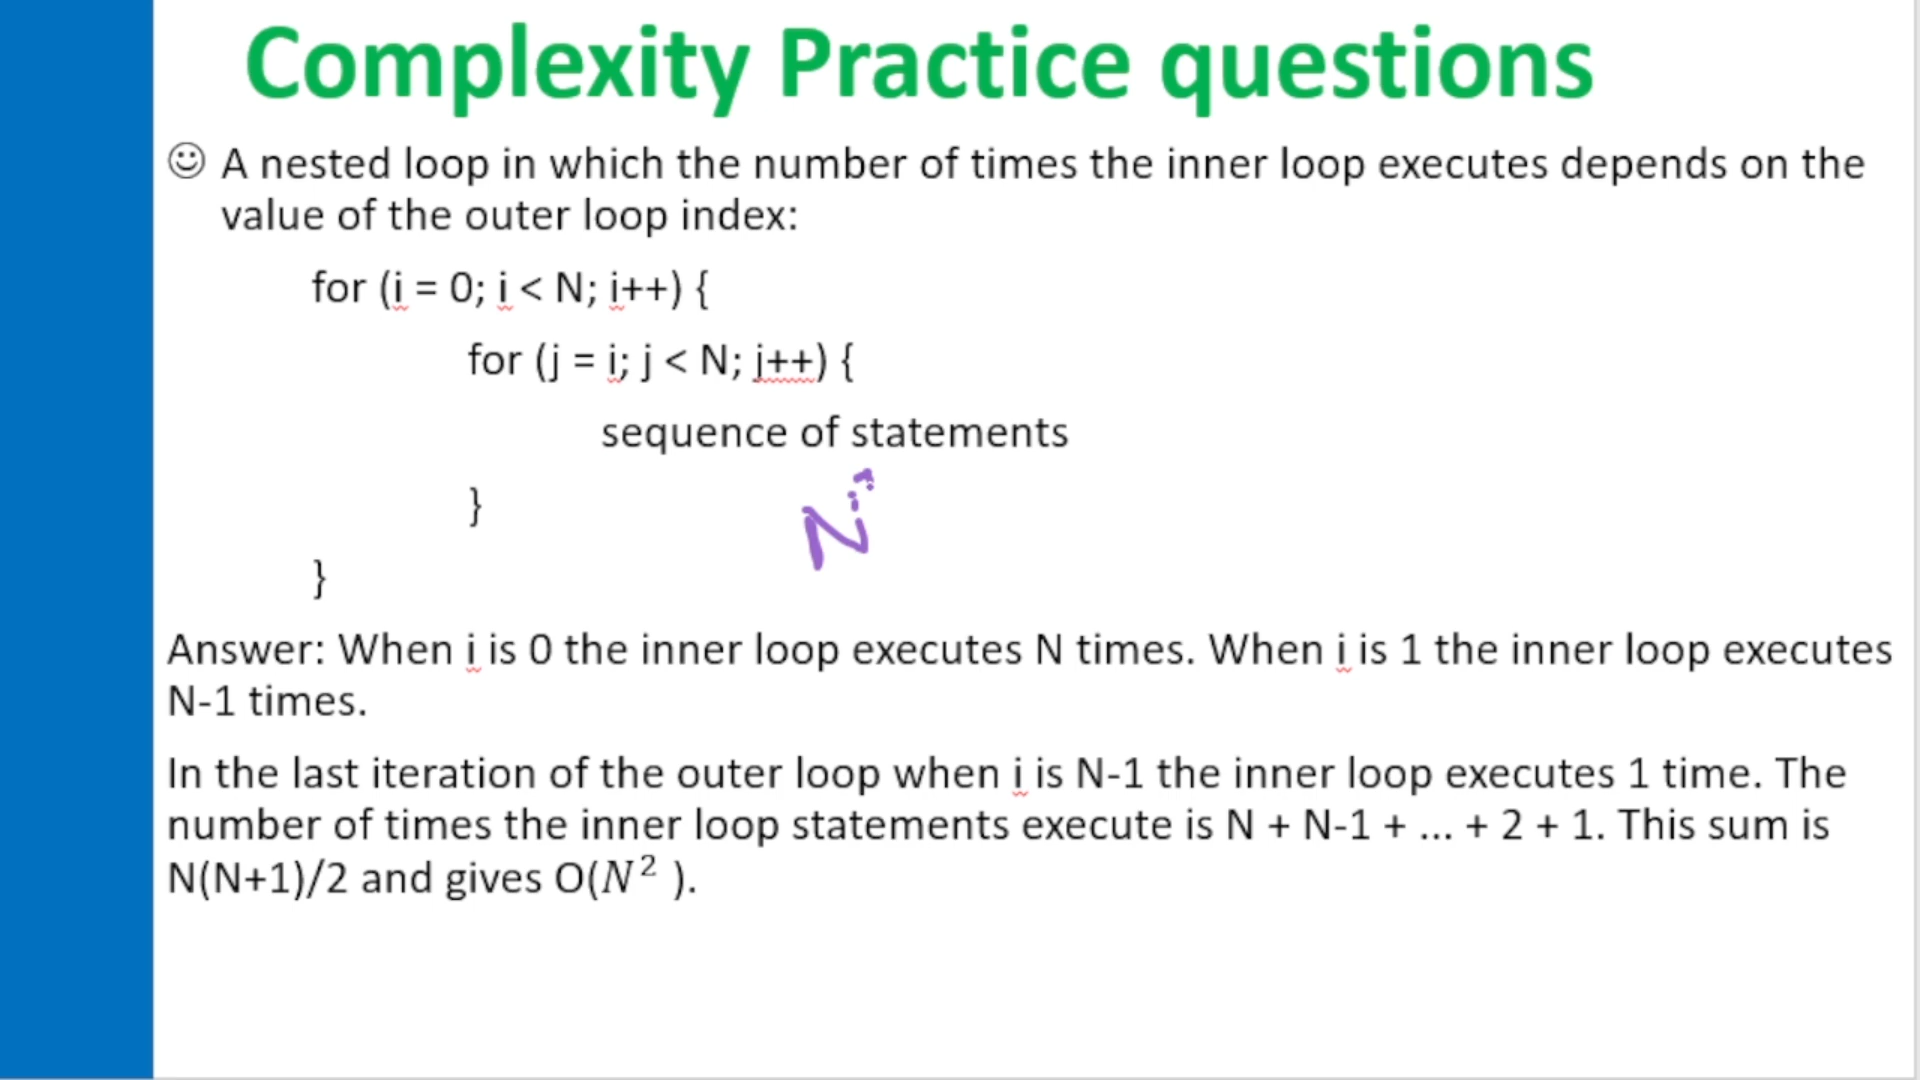 Complexity Practice questions
☺ A nested loop in which the number of times the inner loop executes depends on the
value of the outer loop index:
for (i = 0; i < N; i++) {
for (j = i; j < N; j++) {
sequence of statements
}
N
}
Answer: When i is 0 the inner loop executes N times. When i is 1 the inner loop executes
N-1 times.
In the last iteration of the outer loop when i is N-1 the inner loop executes 1 time. The
number of times the inner loop statements execute is N + N-1 + ... + 2 + 1. This sum is
N(N+1)/2 and gives O(N² ).